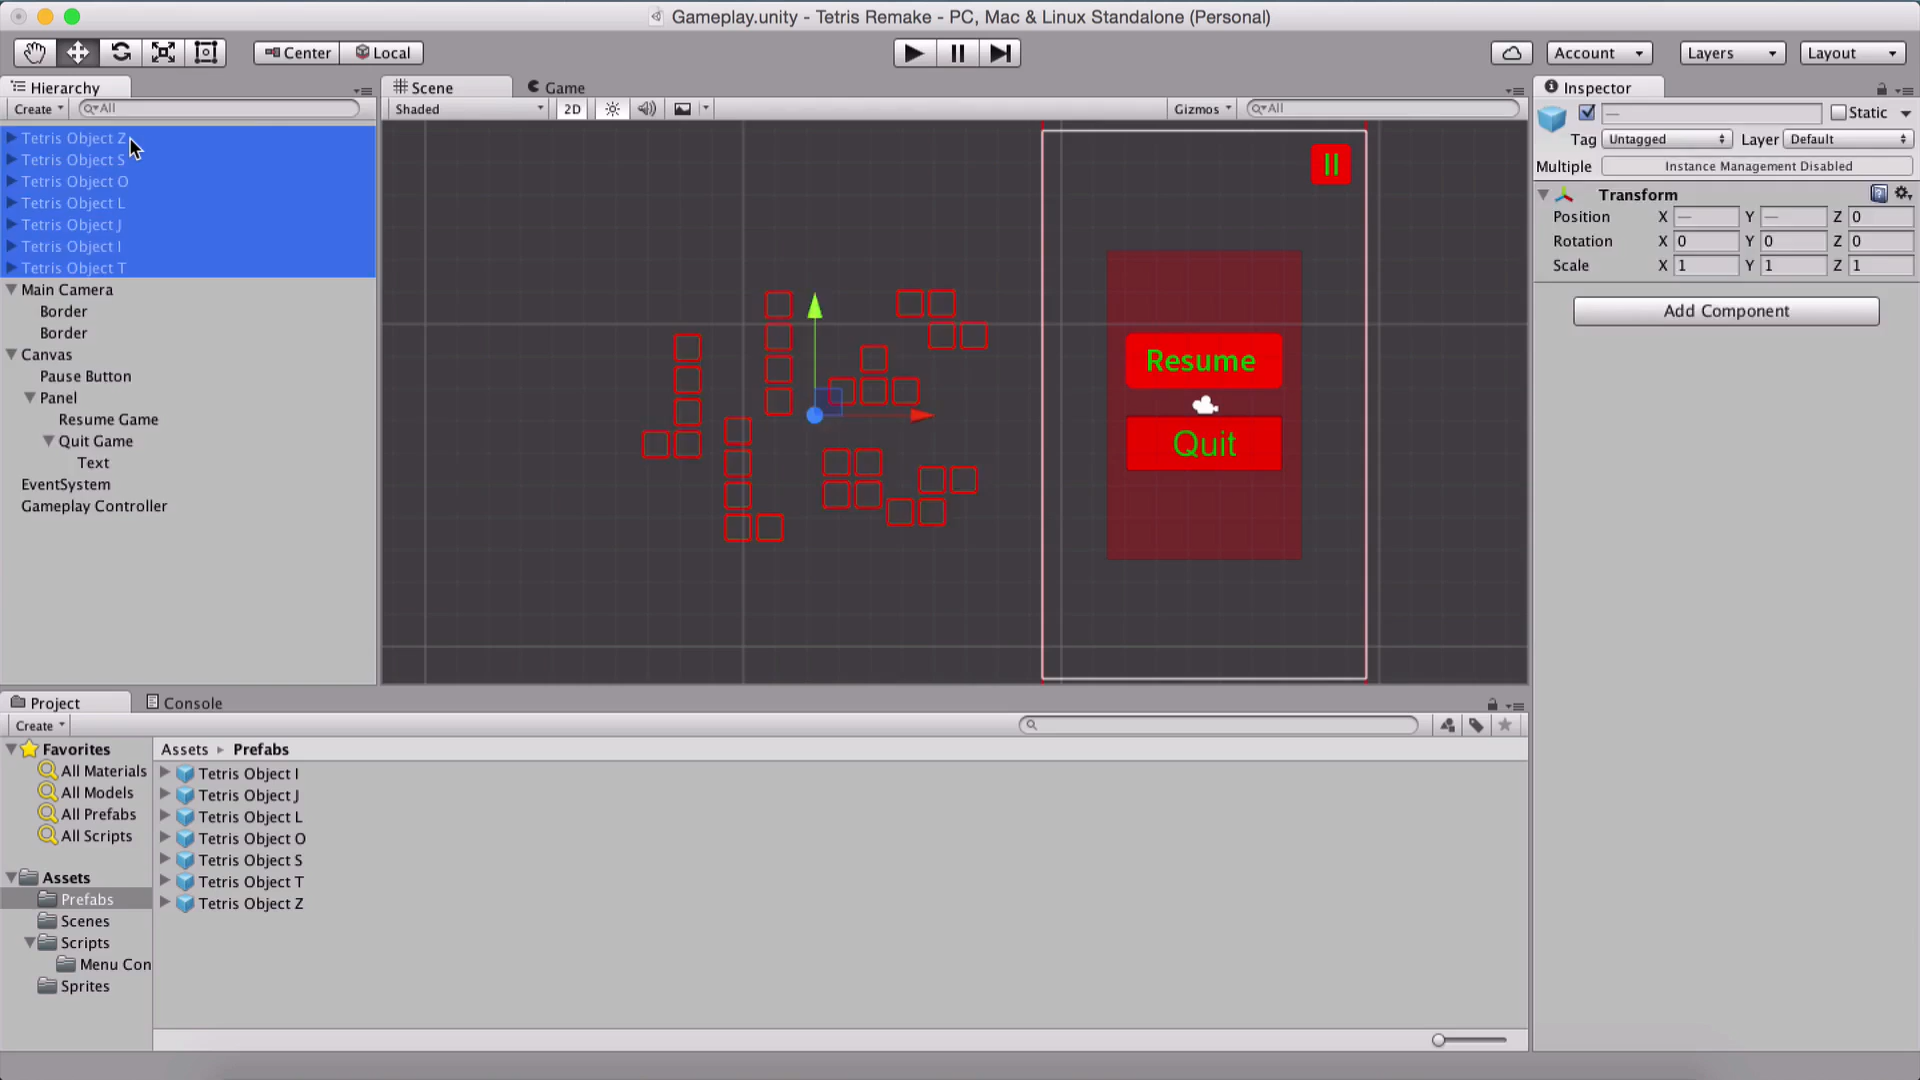 Gameplay.unity - Tetris Remake - PC, Mac & Linux Standalone (Personal)
Center Local Account Layers Layout
Hierarchy Scene Game Inspector
Create All Shaded 2D Gizmos All Static
Tag Untagged Layer Default
Multiple Instance Management Disabled
Tetris Object Z
Tetris Object S
Tetris Object O
Tetris Object L
Tetris Object J
Tetris Object I
Tetris Object T
Main Camera
Border
Border
Canvas
Pause Button
Panel
Resume Game
Quit Game
Text
EventSystem
Gameplay Controller
Resume
Quit
Transform
Position X — Y — Z 0
Rotation X 0 Y 0 Z 0
Scale X 1 Y 1 Z 1
Add Component
Project Console
Create
Favorites
All Materials
All Models
All Prefabs
All Scripts
Assets
Prefabs
Scenes
Scripts
Menu Con
Sprites
Assets Prefabs
Tetris Object I
Tetris Object J
Tetris Object L
Tetris Object O
Tetris Object S
Tetris Object T
Tetris Object Z